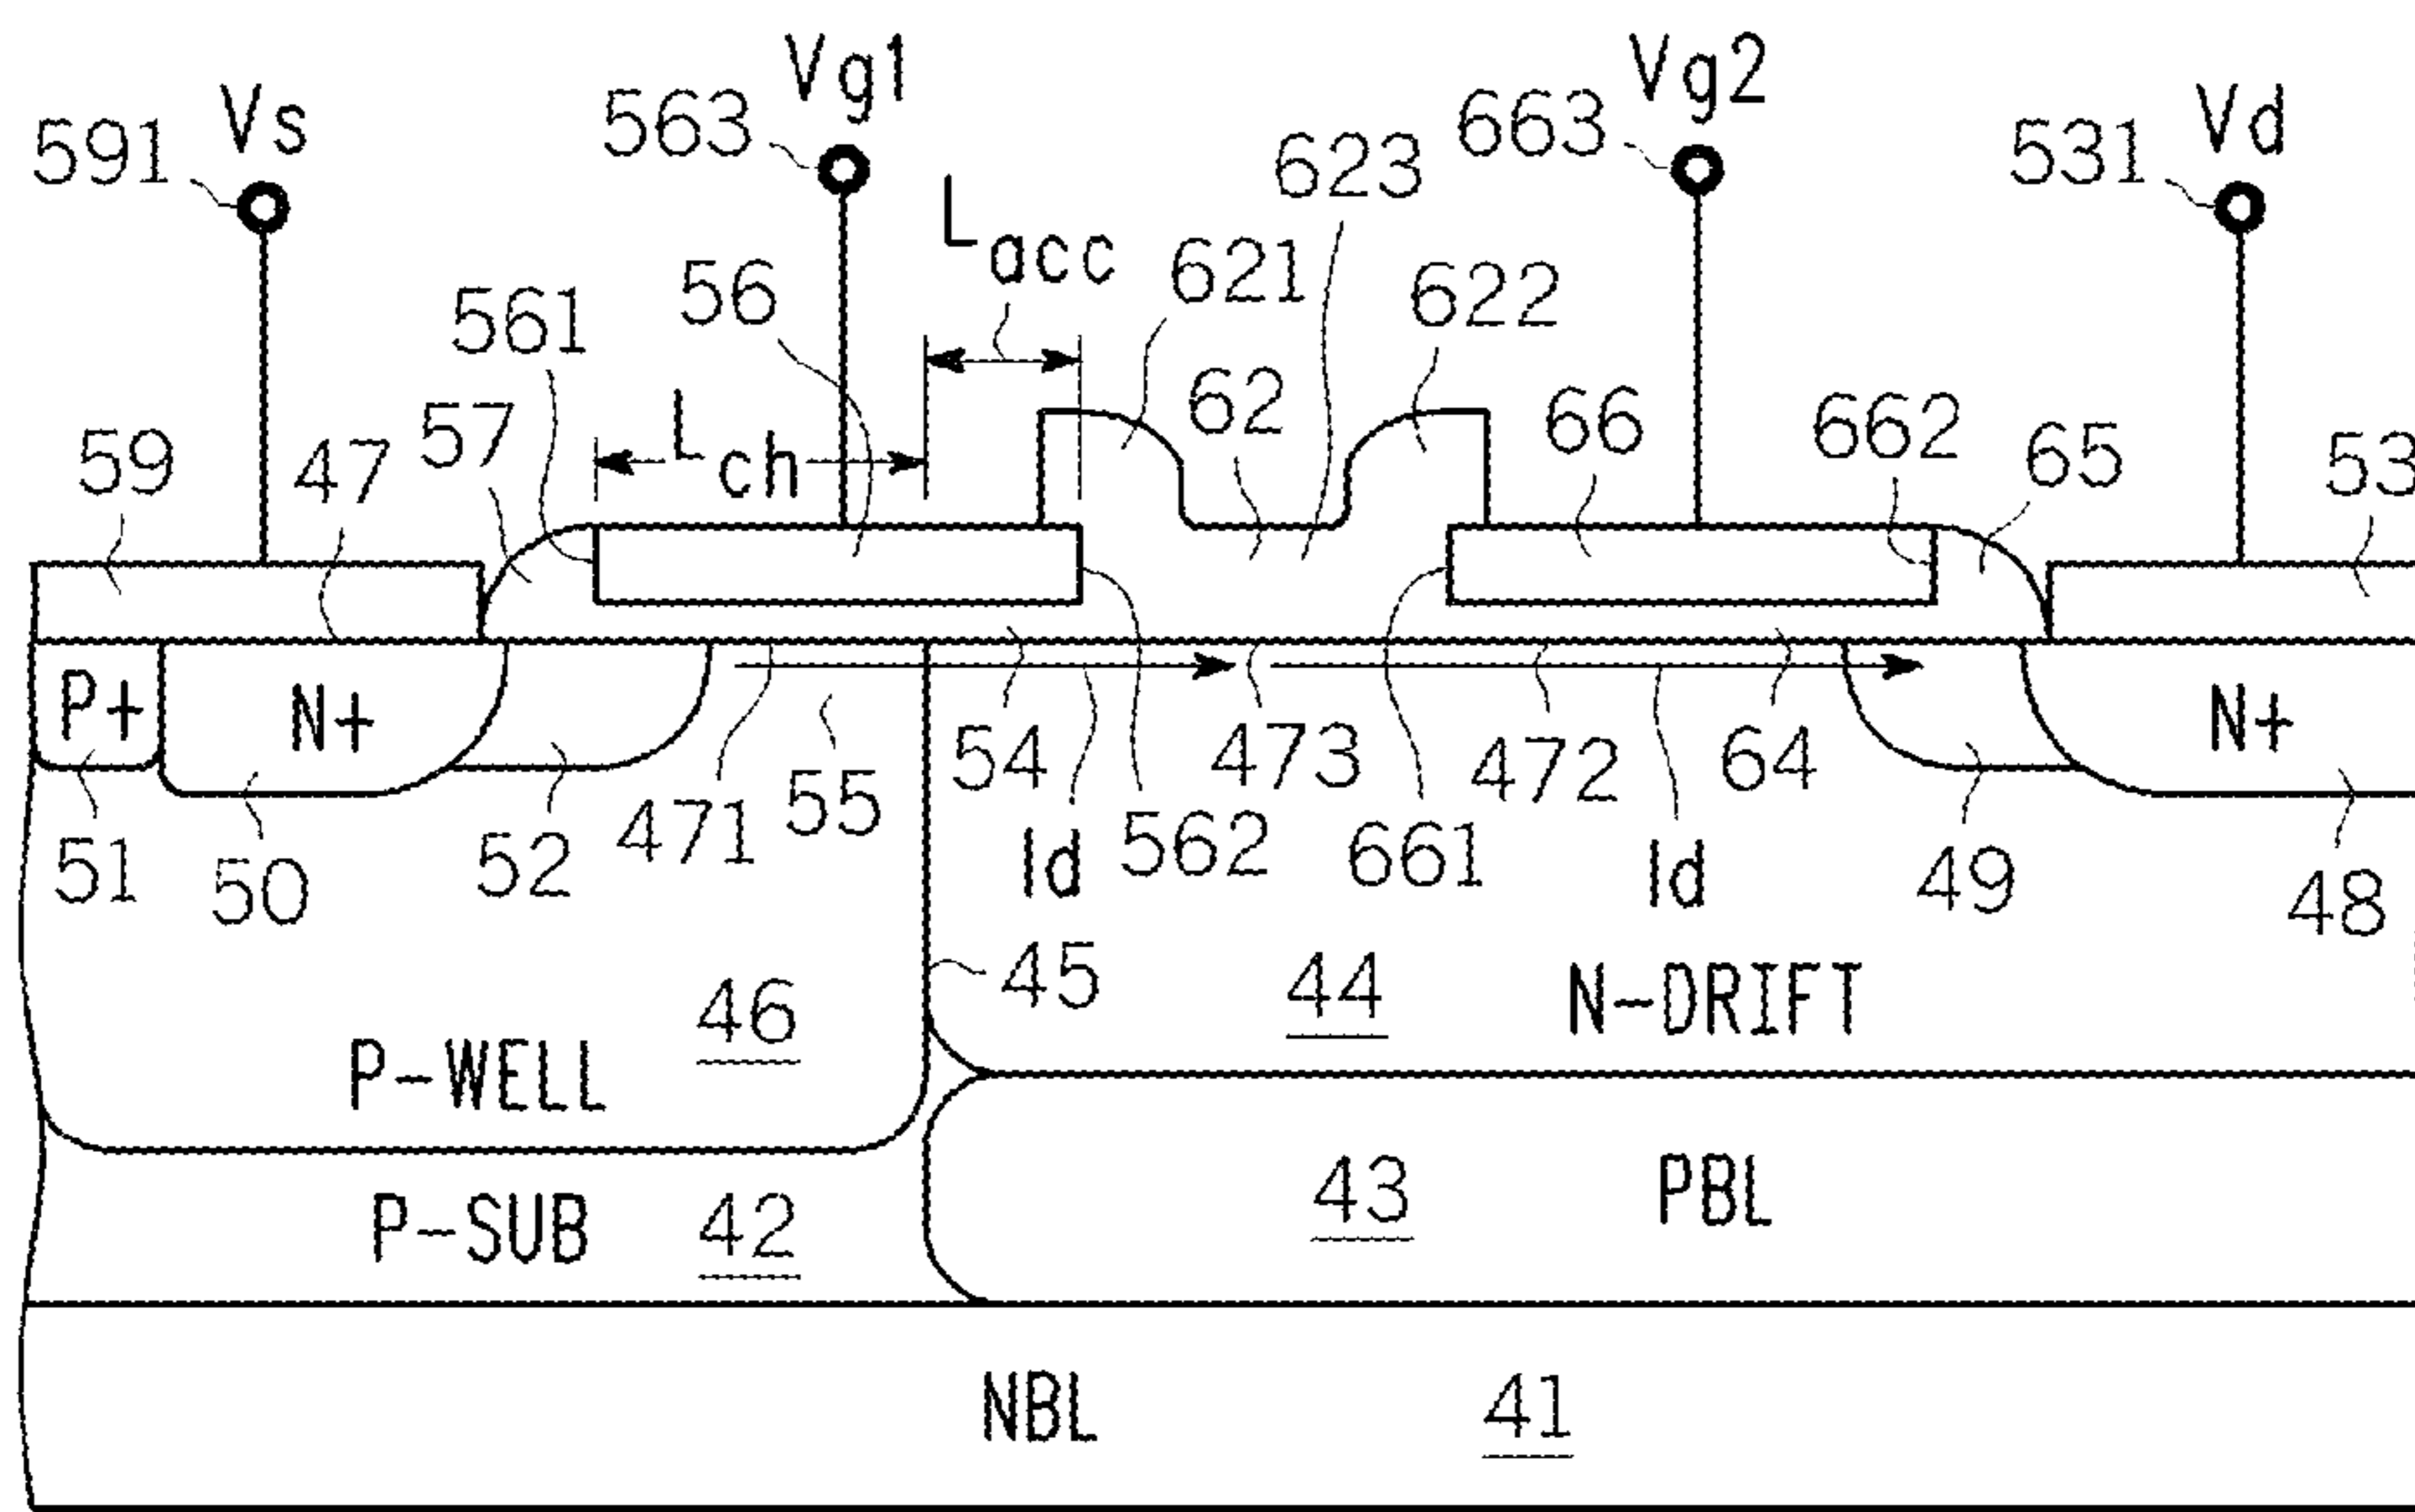 Vs
591
Vg1
563
Vg2
663
Vd
531
623
Lacc
621
622
56
561
Lch
57
62
66
662
65
59
47
53
P+
N+
N+
51
50
52
471
55
54
473
472
64
Id
562
661
Id
49
48
45
44
N-DRIFT
46
P-WELL
43
PBL
P-SUB
42
NBL
41